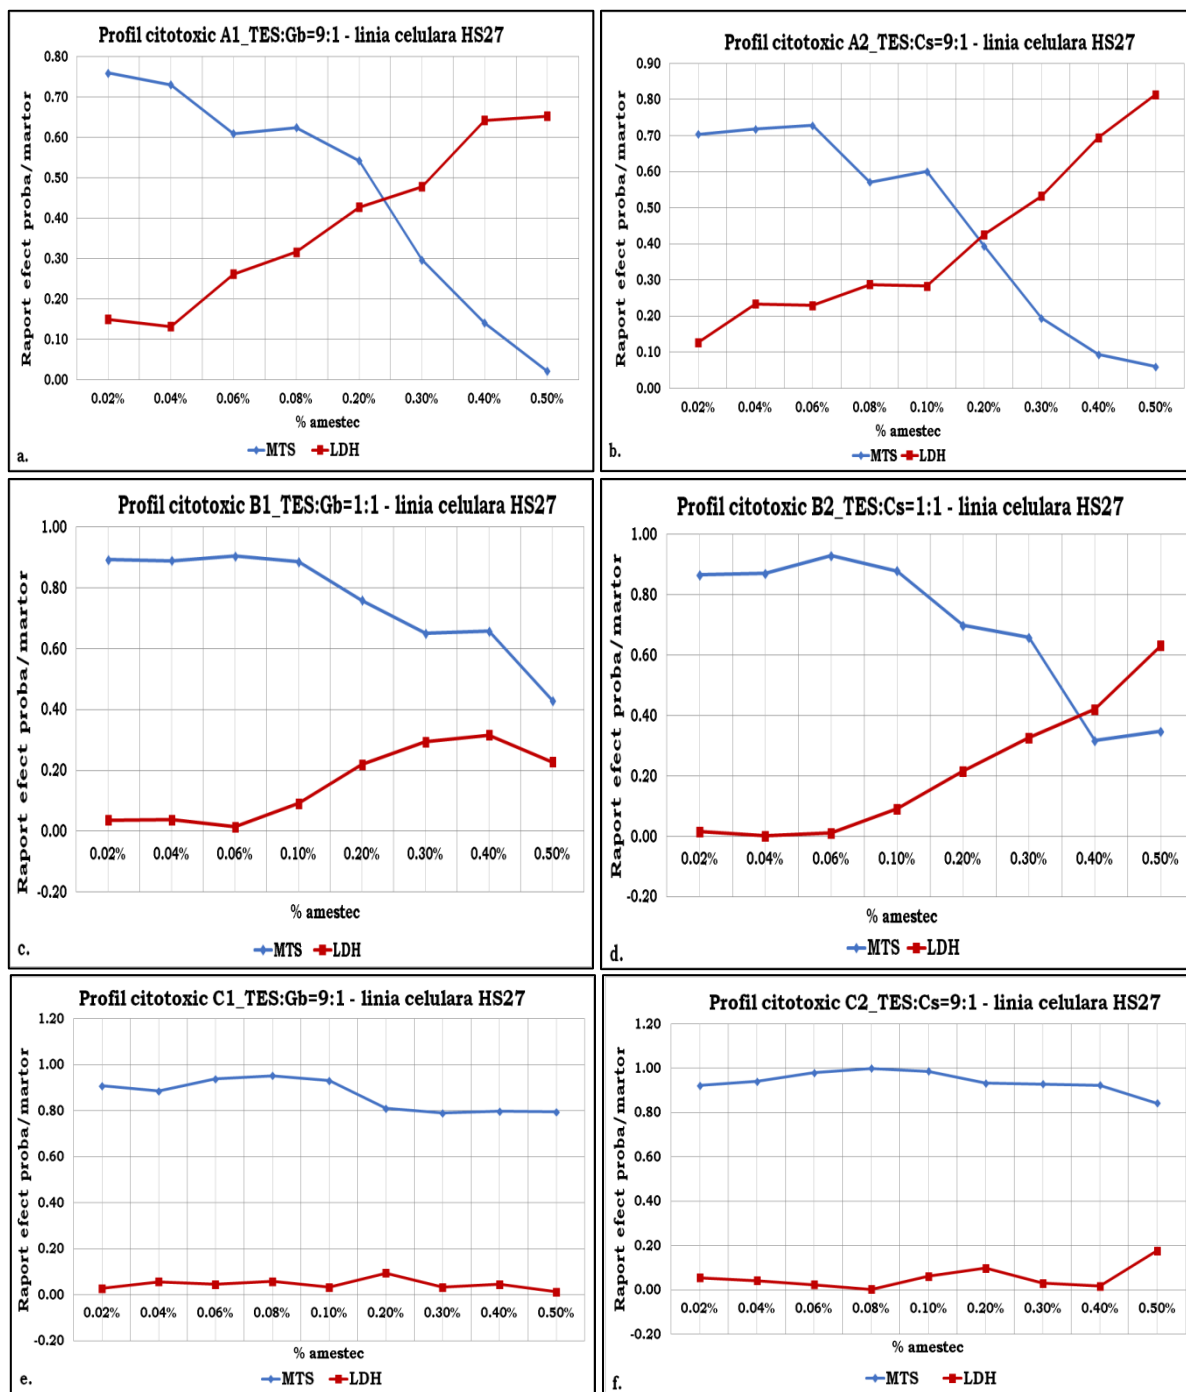 Profil citotoxic A1_TES:Gb=9:1 - linia celulara HS27
Raport efect proba/martor
0.80
0.70
0.60
0.50
0.40
0.30
0.20
0.10
0.00
0.02% 0.04% 0.06% 0.08% 0.20% 0.30% 0.40% 0.50%
% amestec
MTS LDH
a.
Profil citotoxic A2_TES:Cs=9:1 - linia celulara HS27
Raport efect proba/martor
0.90
0.80
0.70
0.60
0.50
0.40
0.30
0.20
0.10
0.00
0.02% 0.04% 0.06% 0.08% 0.10% 0.20% 0.30% 0.40% 0.50%
% amestec
MTS LDH
b.
Profil citotoxic B1_TES:Gb=1:1 - linia celulara HS27
Raport efect proba/martor
1.00
0.80
0.60
0.40
0.20
0.00
-0.20
0.02% 0.04% 0.06% 0.10% 0.20% 0.30% 0.40% 0.50%
% amestec
MTS LDH
c.
Profil citotoxic B2_TES:Cs=1:1 - linia celulara HS27
Raport efect proba/martor
1.00
0.80
0.60
0.40
0.20
0.00
-0.20
0.02% 0.04% 0.06% 0.10% 0.20% 0.30% 0.40% 0.50%
% amestec
MTS LDH
d.
Profil citotoxic C1_TES:Gb=9:1 - linia celulara HS27
Raport efect proba/martor
1.20
1.00
0.80
0.60
0.40
0.20
0.00
-0.20
0.02% 0.04% 0.06% 0.08% 0.10% 0.20% 0.30% 0.40% 0.50%
% amestec
MTS LDH
e.
Profil citotoxic C2_TES:Cs=9:1 - linia celulara HS27
Raport efect proba/martor
1.20
1.00
0.80
0.60
0.40
0.20
0.00
-0.20
0.02% 0.04% 0.06% 0.08% 0.10% 0.20% 0.30% 0.40% 0.50%
% amestec
MTS LDH
f.